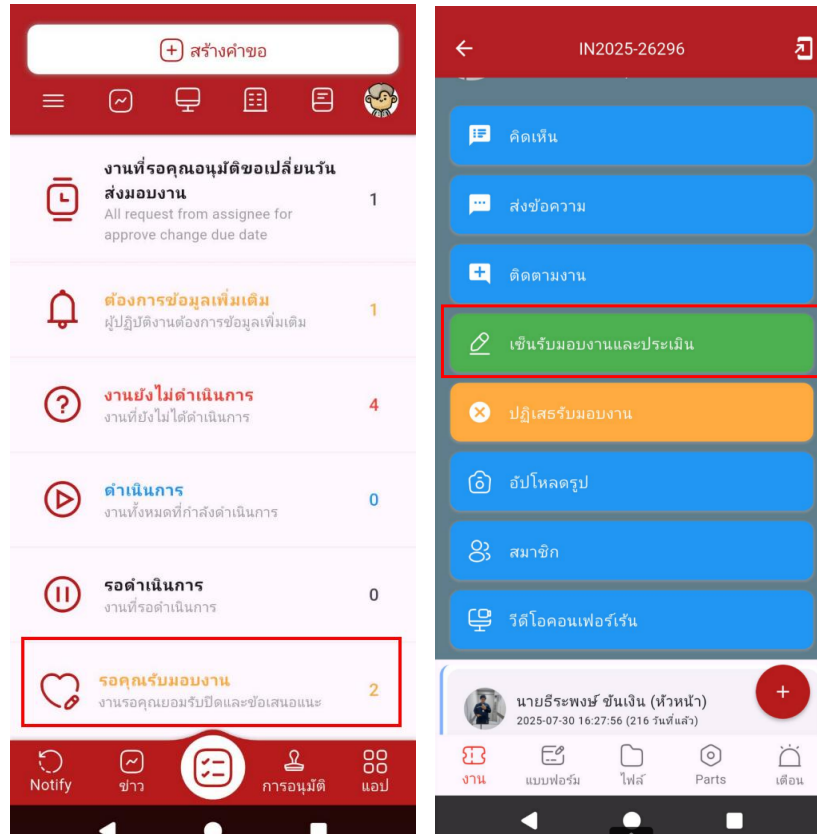 สร้างคำขอ
งานที่รอคุณอนุมัติขอเปลี่ยนวัน
ส่งมอบงาน
1
All request from assignee for
approve change due date
ต้องการข้อมูลเพิ่มเติม
1
ผู้ปฏิบัติงานต้องการข้อมูลเพิ่มเติม
งานยังไม่ดำเนินการ
4
งานที่ยังไม่ได้ดำเนินการ
ดำเนินการ
0
งานทั้งหมดที่กำลังดำเนินการ
รอดำเนินการ
0
งานที่รอดำเนินการ
รอคุณรับมอบงาน
2
งานรอคุณยอมรับปิดและข้อเสนอแนะ
Notify
ข่าว
การอนุมัติ
แอป
IN2025-26296
คิดเห็น
ส่งข้อความ
ติดตามงาน
เซ็นรับมอบงานและประเมิน
ปฏิเสธรับมอบงาน
อัปโหลดรูป
สมาชิก
วีดีโอคอนเฟอร์เร้น
นายธีระพงษ์ ขันเงิน (หัวหน้า)
2025-07-30 16:27:56 (216 วันที่แล้ว)
งาน
แบบฟอร์ม
ไฟล์
Parts
เตือน